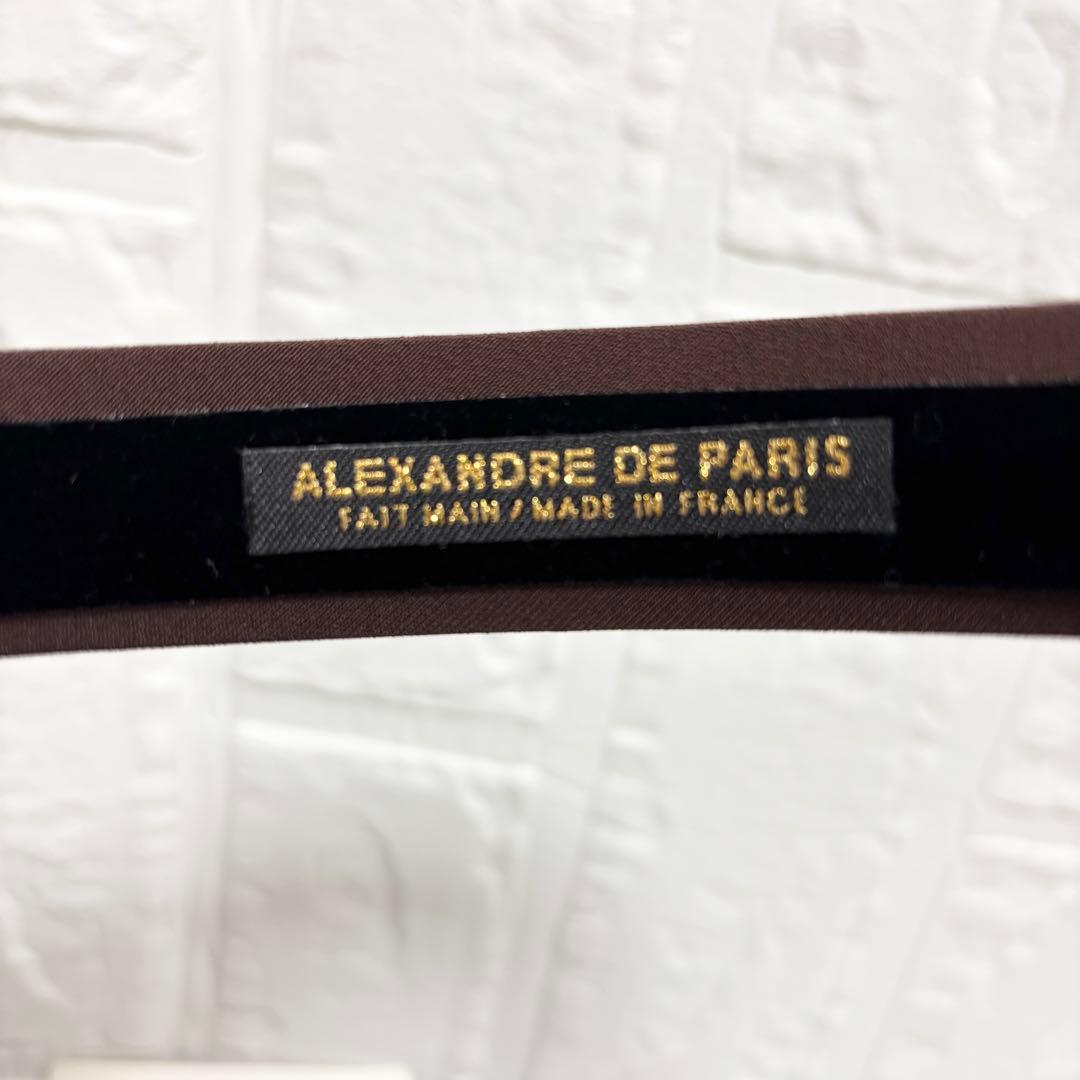 ALEXANDRE DE PARIS
FAIT MAIN / MADE IN FRANCE